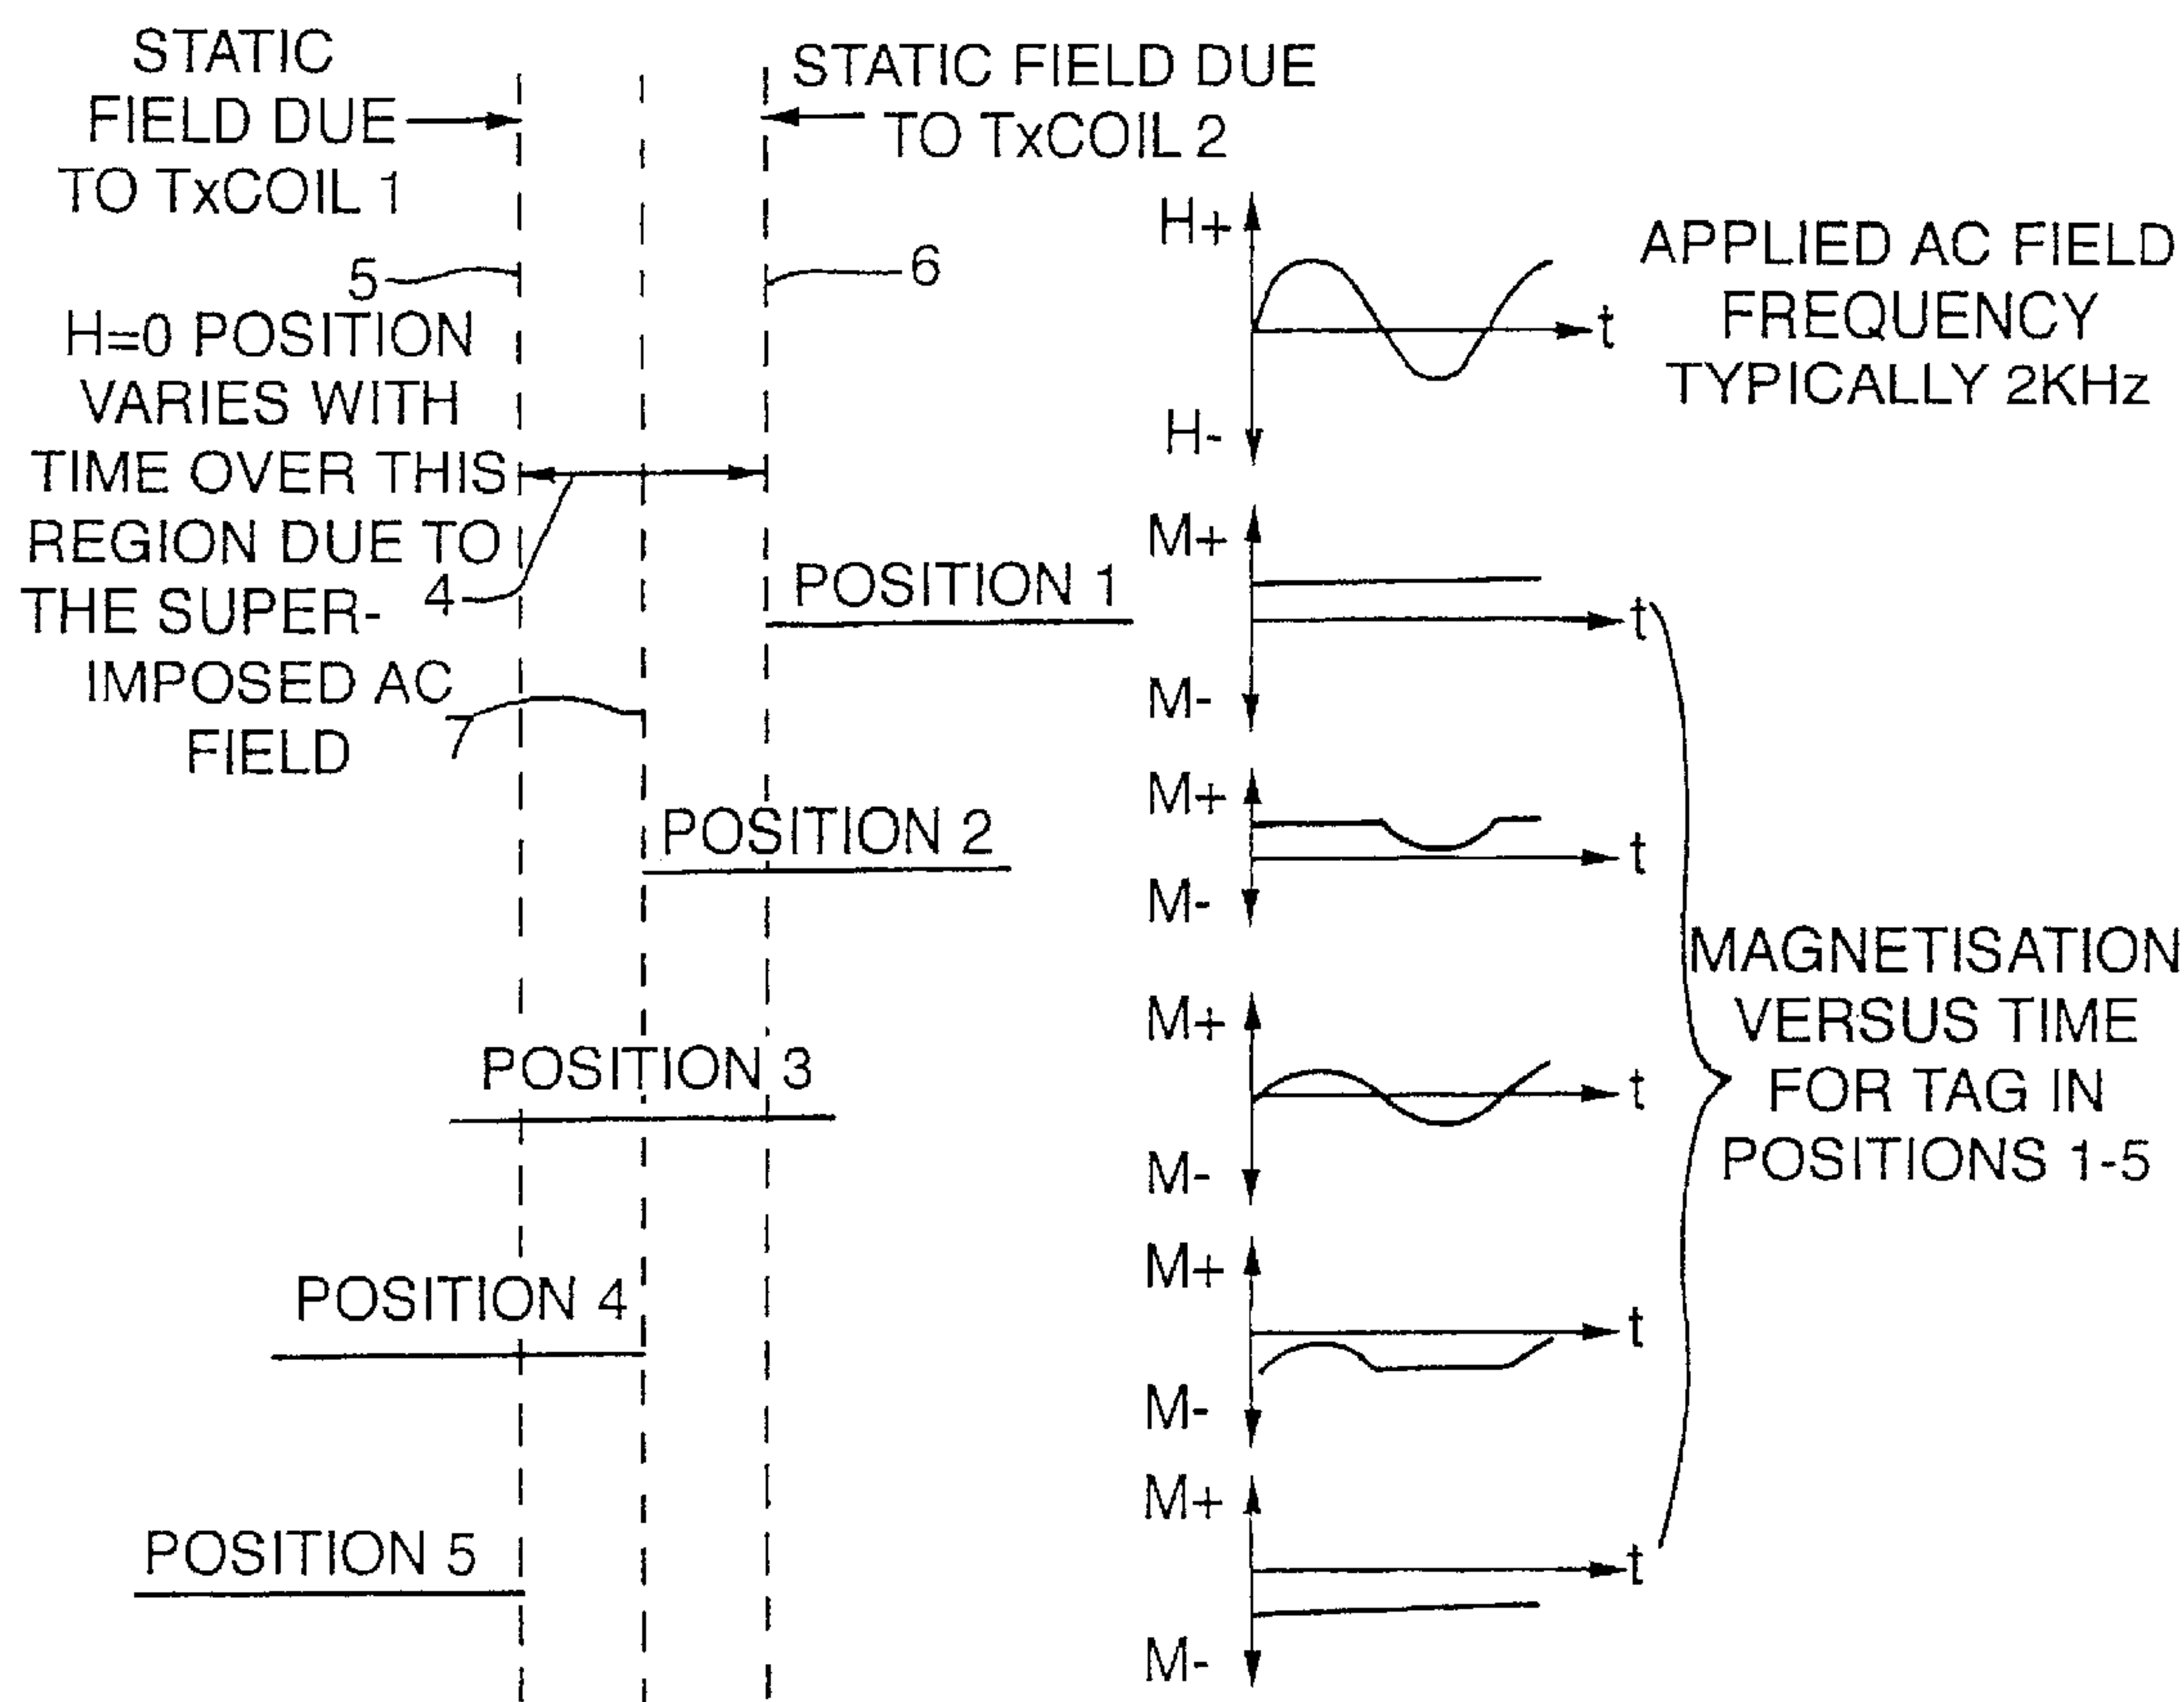 STATIC
FIELD DUE
TO TxCOIL 1
STATIC FIELD DUE
TO TxCOIL 2
5
6
H=0 POSITION
VARIES WITH
TIME OVER THIS
REGION DUE TO
THE SUPER-
IMPOSED AC
FIELD
4
7
H+
H-
t
APPLIED AC FIELD
FREQUENCY
TYPICALLY 2KHz
POSITION 1
M+
M-
t
POSITION 2
M+
M-
t
POSITION 3
M+
M-
t
POSITION 4
M+
M-
t
POSITION 5
M+
M-
t
MAGNETISATION
VERSUS TIME
FOR TAG IN
POSITIONS 1-5